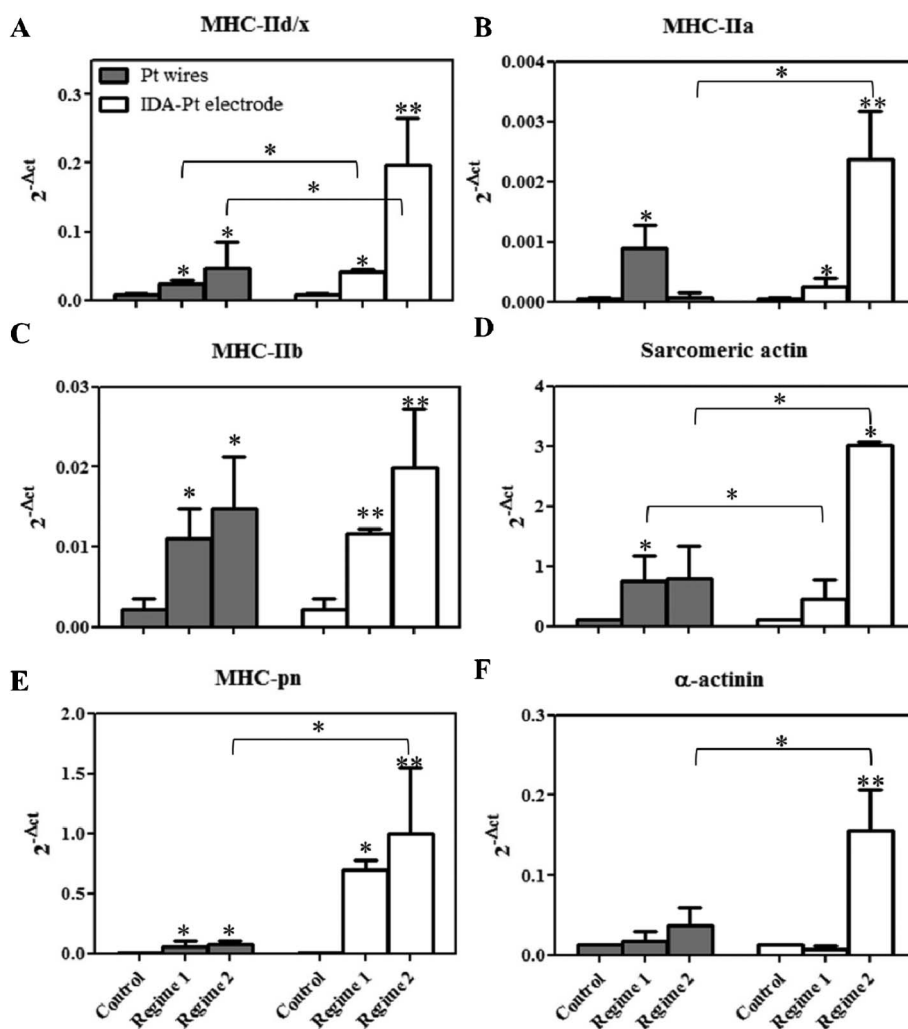 A
MHC-IId/x
Pt wires
IDA-Pt electrode
2-Δct
0.3
0.2
0.1
0.0
*
*
*
*
*
**
B
MHC-IIa
2-Δct
0.004
0.003
0.002
0.001
0.000
*
*
*
**
C
MHC-IIb
2-Δct
0.03
0.02
0.01
0.00
*
*
**
**
D
Sarcomeric actin
2-Δct
4
3
2
1
0
*
*
*
*
E
MHC-pn
2-Δct
2.0
1.5
1.0
0.5
0.0
*
*
*
*
**
Control
Regime 1
Regime 2
Control
Regime 1
Regime 2
F
α-actinin
2-Δct
0.3
0.2
0.1
0.0
*
**
Control
Regime 1
Regime 2
Control
Regime 1
Regime 2